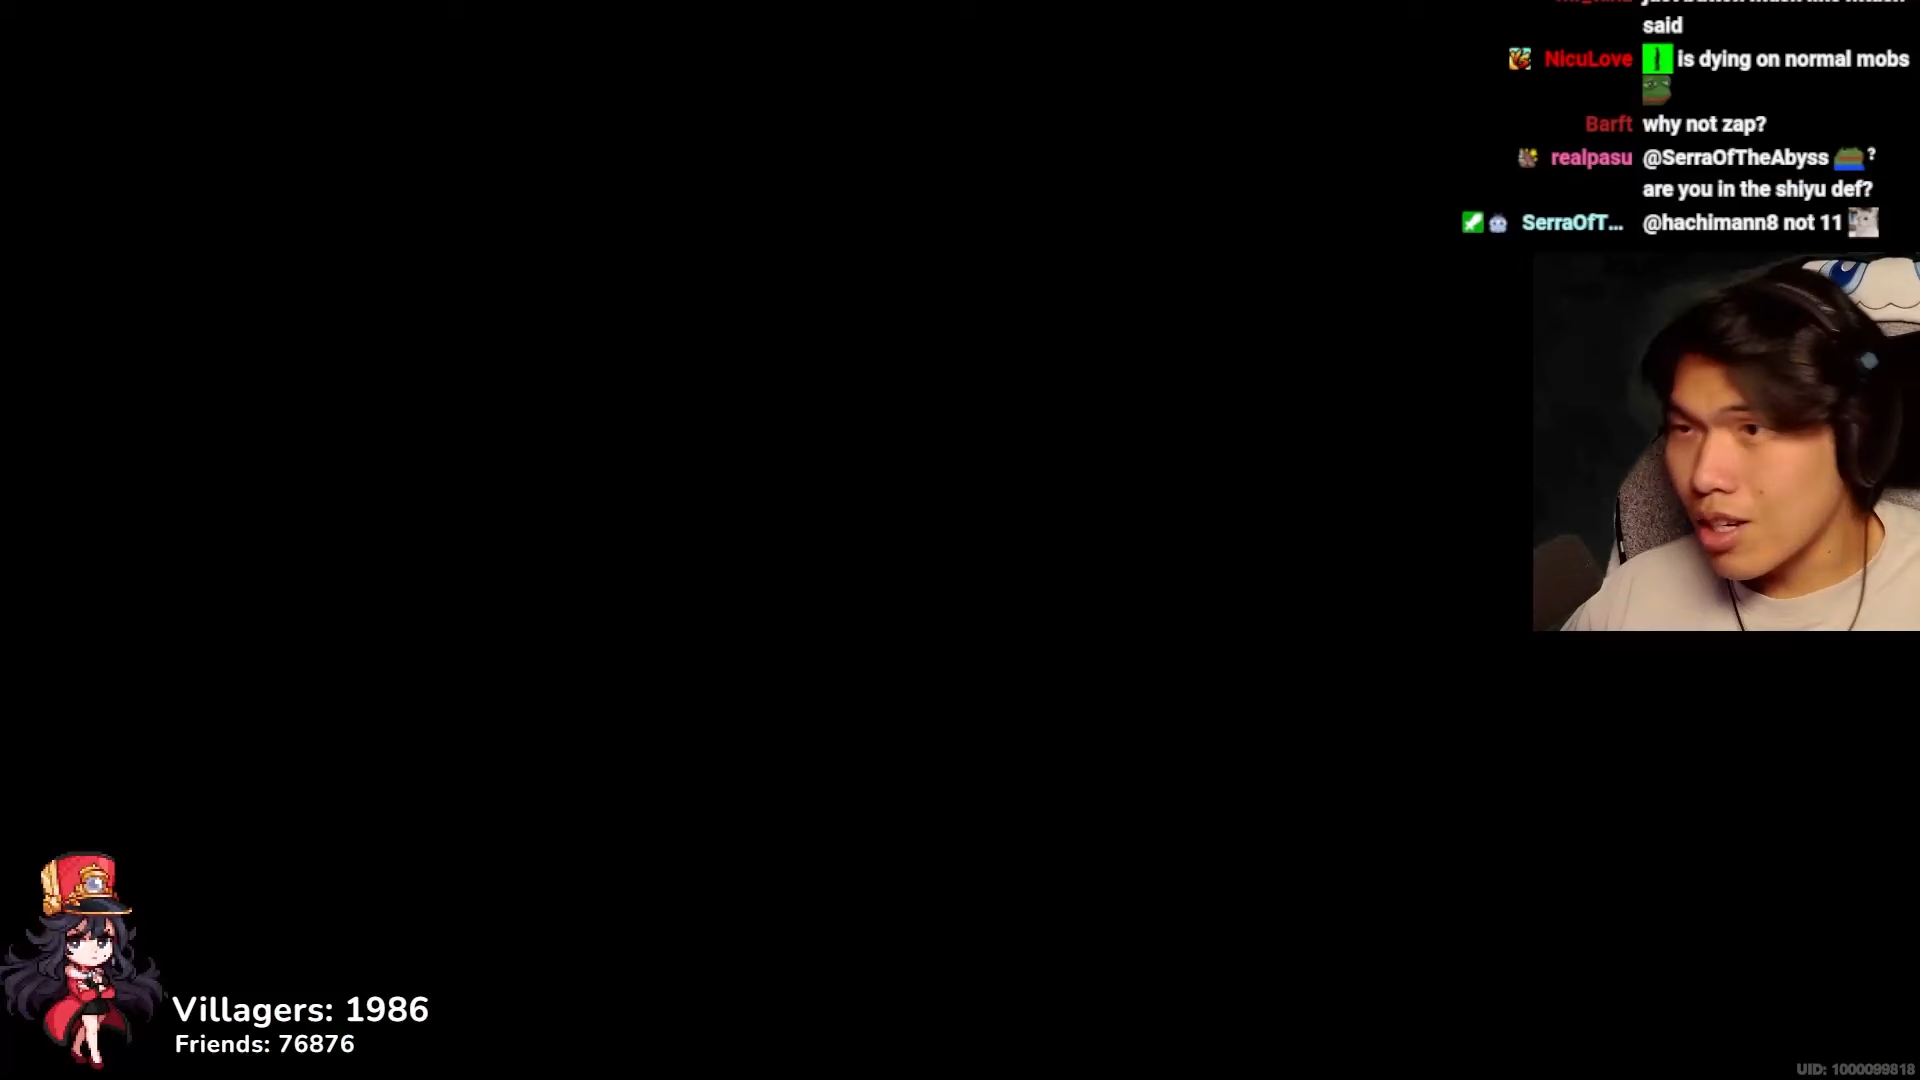 said
NicuLove is dying on normal mobs
Barft why not zap?
realpasu @SerraOfTheAbyss ?
are you in the shiyu def?
SerraOfT... @hachimann8 not 11
Villagers: 1986
Friends: 76876
UID: 1000099818